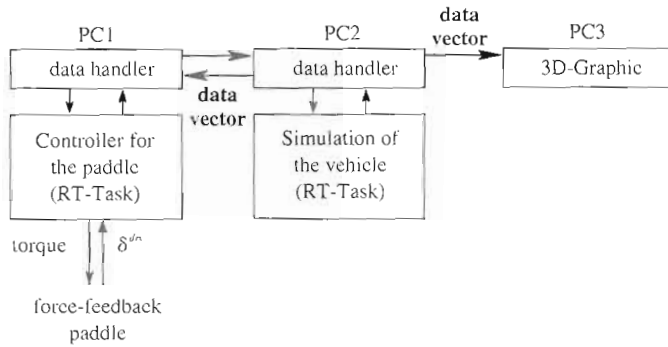 PC1
PC2
data
vector
PC3
data handler
data handler
3D-Graphic
data
vector
Controller for
the paddle
(RT-Task)
Simulation of
the vehicle
(RT-Task)
torque
δdn
force-feedback
paddle